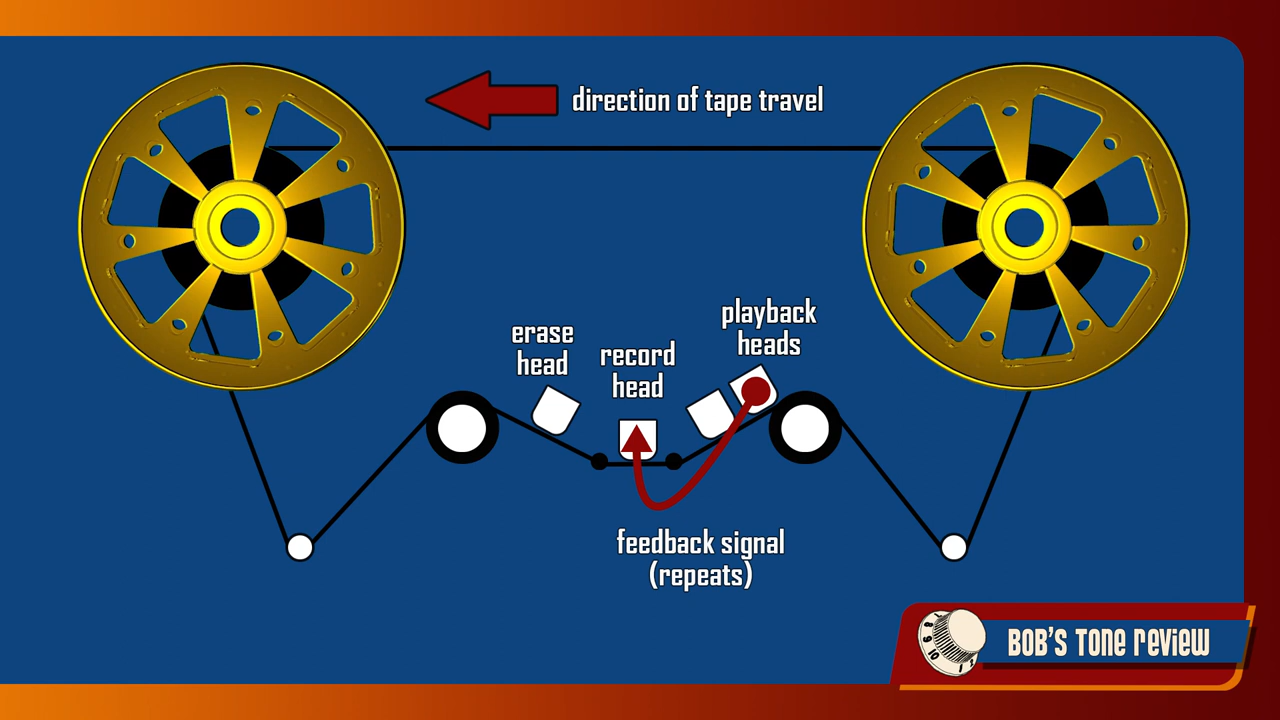 direction of tape travel
erase
head
record
head
playback
heads
feedback signal
(repeats)
BOB'S TONE REVIEW